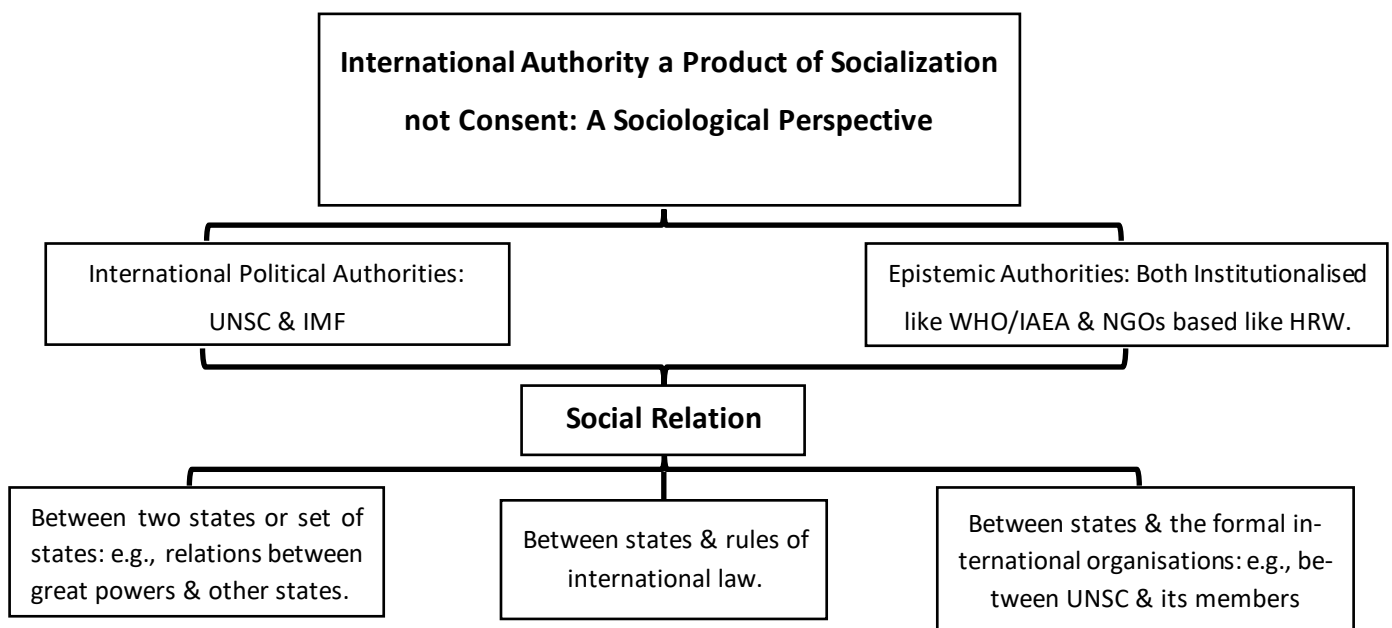 International Authority a Product of Socialization
not Consent: A Sociological Perspective
International Political Authorities:
UNSC & IMF
Epistemic Authorities: Both Institutionalised
like WHO/IAEA & NGOs based like HRW.
Social Relation
Between two states or set of
states: e.g., relations between
great powers & other states.
Between states & rules of
international law.
Between states & the formal in-
ternational organisations: e.g., be-
tween UNSC & its members